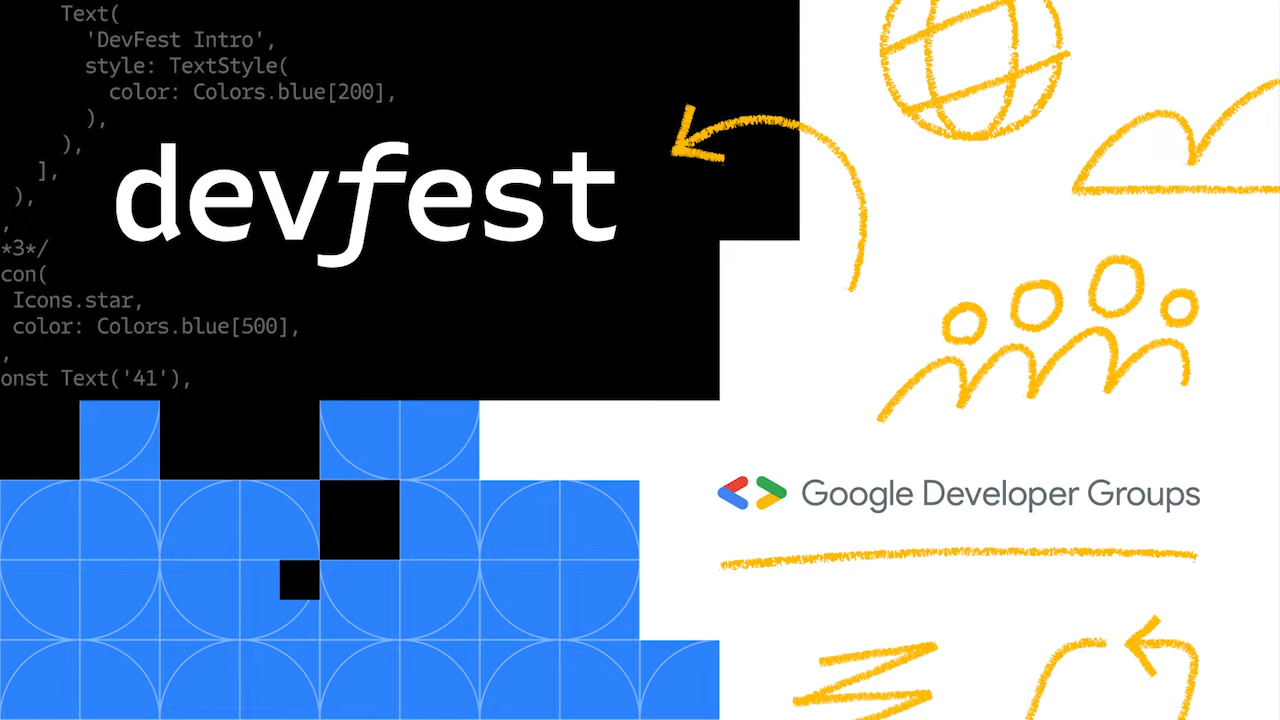 Text(
'DevFest Intro',
style: TextStyle(
color: Colors.blue[200],
),
),
],
),
,
*3*/
con(
Icons.star,
color: Colors.blue[500],
,
onst Text('41'),
devfest
Google Developer Groups